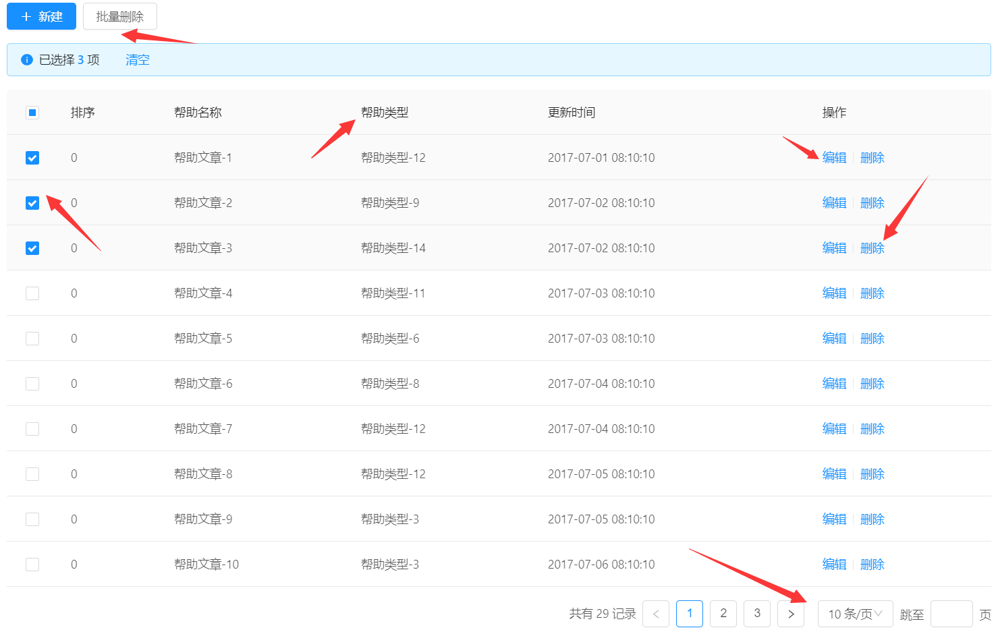 + 新建 批量删除
已选择 3 项 清空
排序 帮助名称 帮助类型 更新时间 操作
0 帮助文章-1 帮助类型-12 2017-07-01 08:10:10 编辑 删除
0 帮助文章-2 帮助类型-9 2017-07-02 08:10:10 编辑 删除
0 帮助文章-3 帮助类型-14 2017-07-02 08:10:10 编辑 删除
0 帮助文章-4 帮助类型-11 2017-07-03 08:10:10 编辑 删除
0 帮助文章-5 帮助类型-6 2017-07-03 08:10:10 编辑 删除
0 帮助文章-6 帮助类型-8 2017-07-04 08:10:10 编辑 删除
0 帮助文章-7 帮助类型-12 2017-07-04 08:10:10 编辑 删除
0 帮助文章-8 帮助类型-12 2017-07-05 08:10:10 编辑 删除
0 帮助文章-9 帮助类型-3 2017-07-05 08:10:10 编辑 删除
0 帮助文章-10 帮助类型-3 2017-07-06 08:10:10 编辑 删除
共有 29 记录 < 1 2 3 > 10 条/页 跳至 页